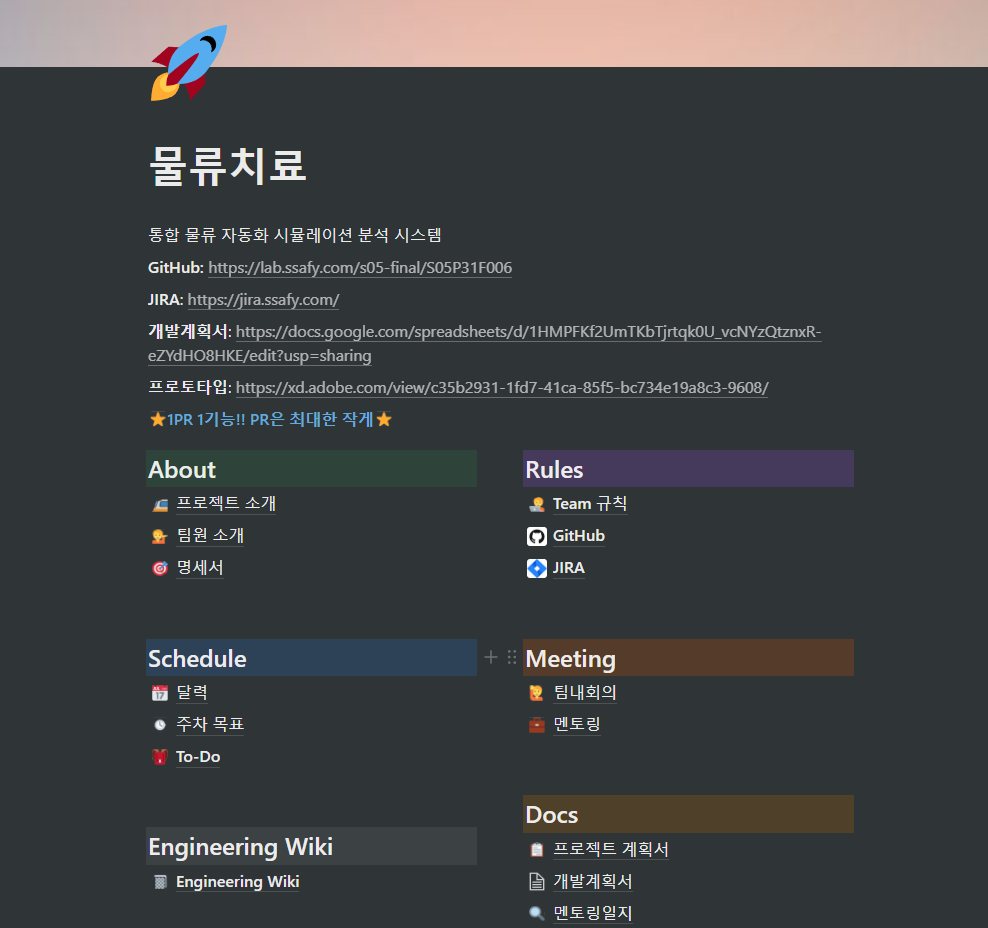 물류치료
통합 물류 자동화 시뮬레이션 분석 시스템
GitHub: https://lab.ssafy.com/s05-final/S05P31F006
JIRA: https://jira.ssafy.com/
개발계획서: https://docs.google.com/spreadsheets/d/1HMPFKf2UmTKbTjrtqk0U_vcNYzQtznxR-
eZYdHO8HKE/edit?usp=sharing
프로토타입: https://xd.adobe.com/view/c35b2931-1fd7-41ca-85f5-bc734e19a8c3-9608/
⭐1PR 1기능!! PR은 최대한 작게⭐
About
프로젝트 소개
팀원 소개
명세서
Rules
Team 규칙
GitHub
JIRA
Schedule
달력
주차 목표
To-Do
Meeting
팀내회의
멘토링
Engineering Wiki
Engineering Wiki
Docs
프로젝트 계획서
개발계획서
멘토링일지